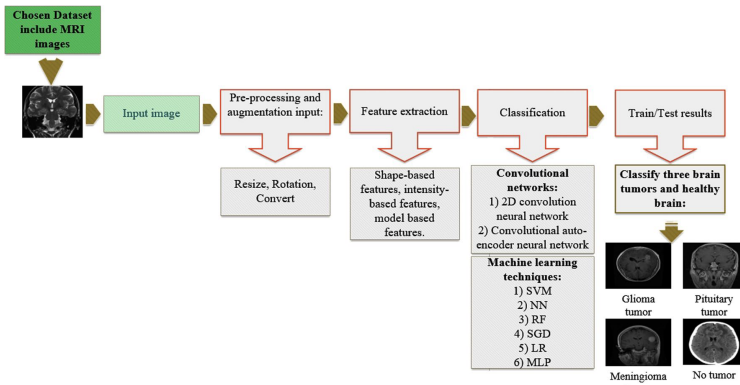 Chosen Dataset
include MRI
images
Input image
Pre-processing and
augmentation input:
Resize, Rotation,
Convert
Feature extraction
Shape-based
features, intensity-
based features,
model based
features.
Classification
Convolutional
networks:
1) 2D convolution
neural network
2) Convolutional auto-
encoder neural network
Machine learning
techniques:
1) SVM
2) NN
3) RF
4) SGD
5) LR
6) MLP
Train/Test results
Classify three brain
tumors and healthy
brain:
Glioma
tumor
Pituitary
tumor
Meningioma
No tumor